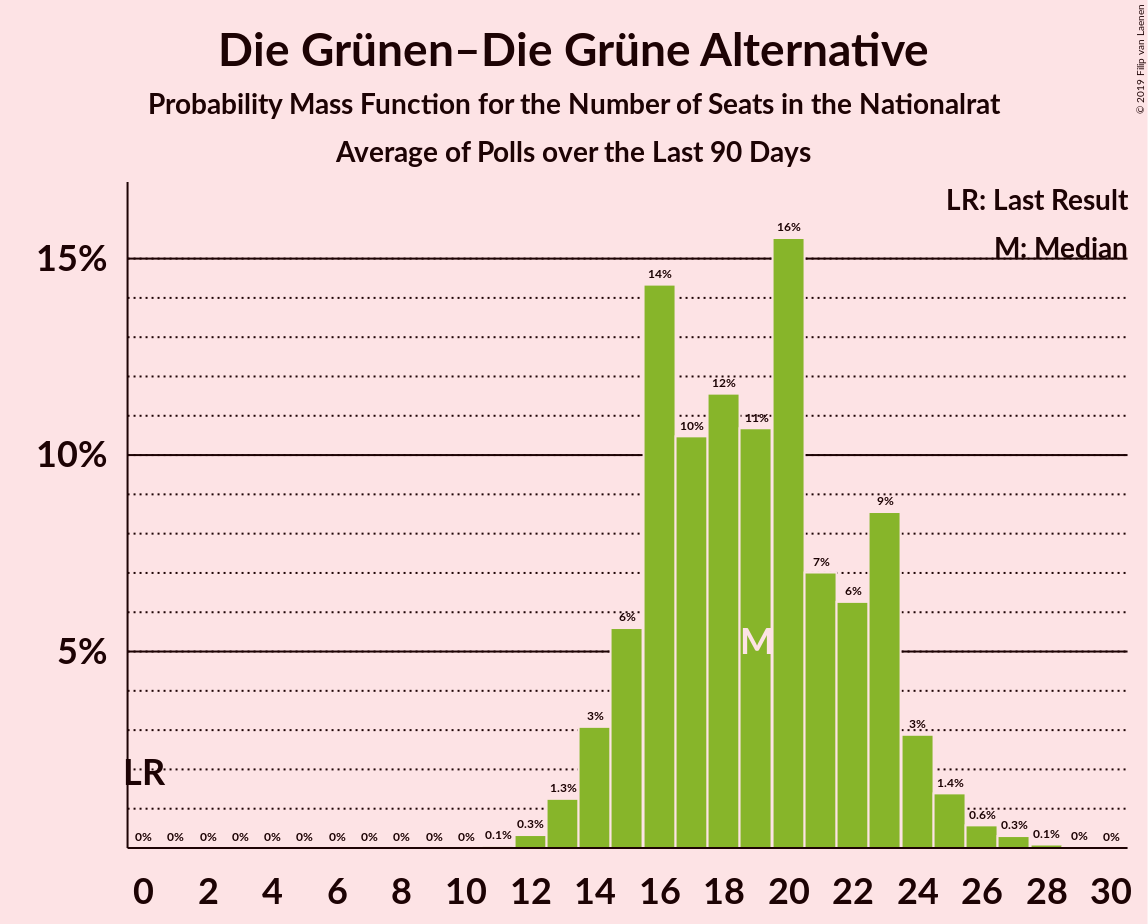 Die Grünen–Die Grüne Alternative
Probability Mass Function for the Number of Seats in the Nationalrat
Average of Polls over the Last 90 Days
© 2019 Filip van Laenen
LR: Last Result
M: Median
15%
10%
5%
16%
14%
12%
11%
10%
9%
7%
6%
6%
3%
3%
1.3%
1.4%
0.6%
0.3%
0.3%
0.1%
0.1%
M
LR
0% 0% 0% 0% 0% 0% 0% 0% 0% 0% 0% 0% 0%
0 2 4 6 8 10 12 14 16 18 20 22 24 26 28 30